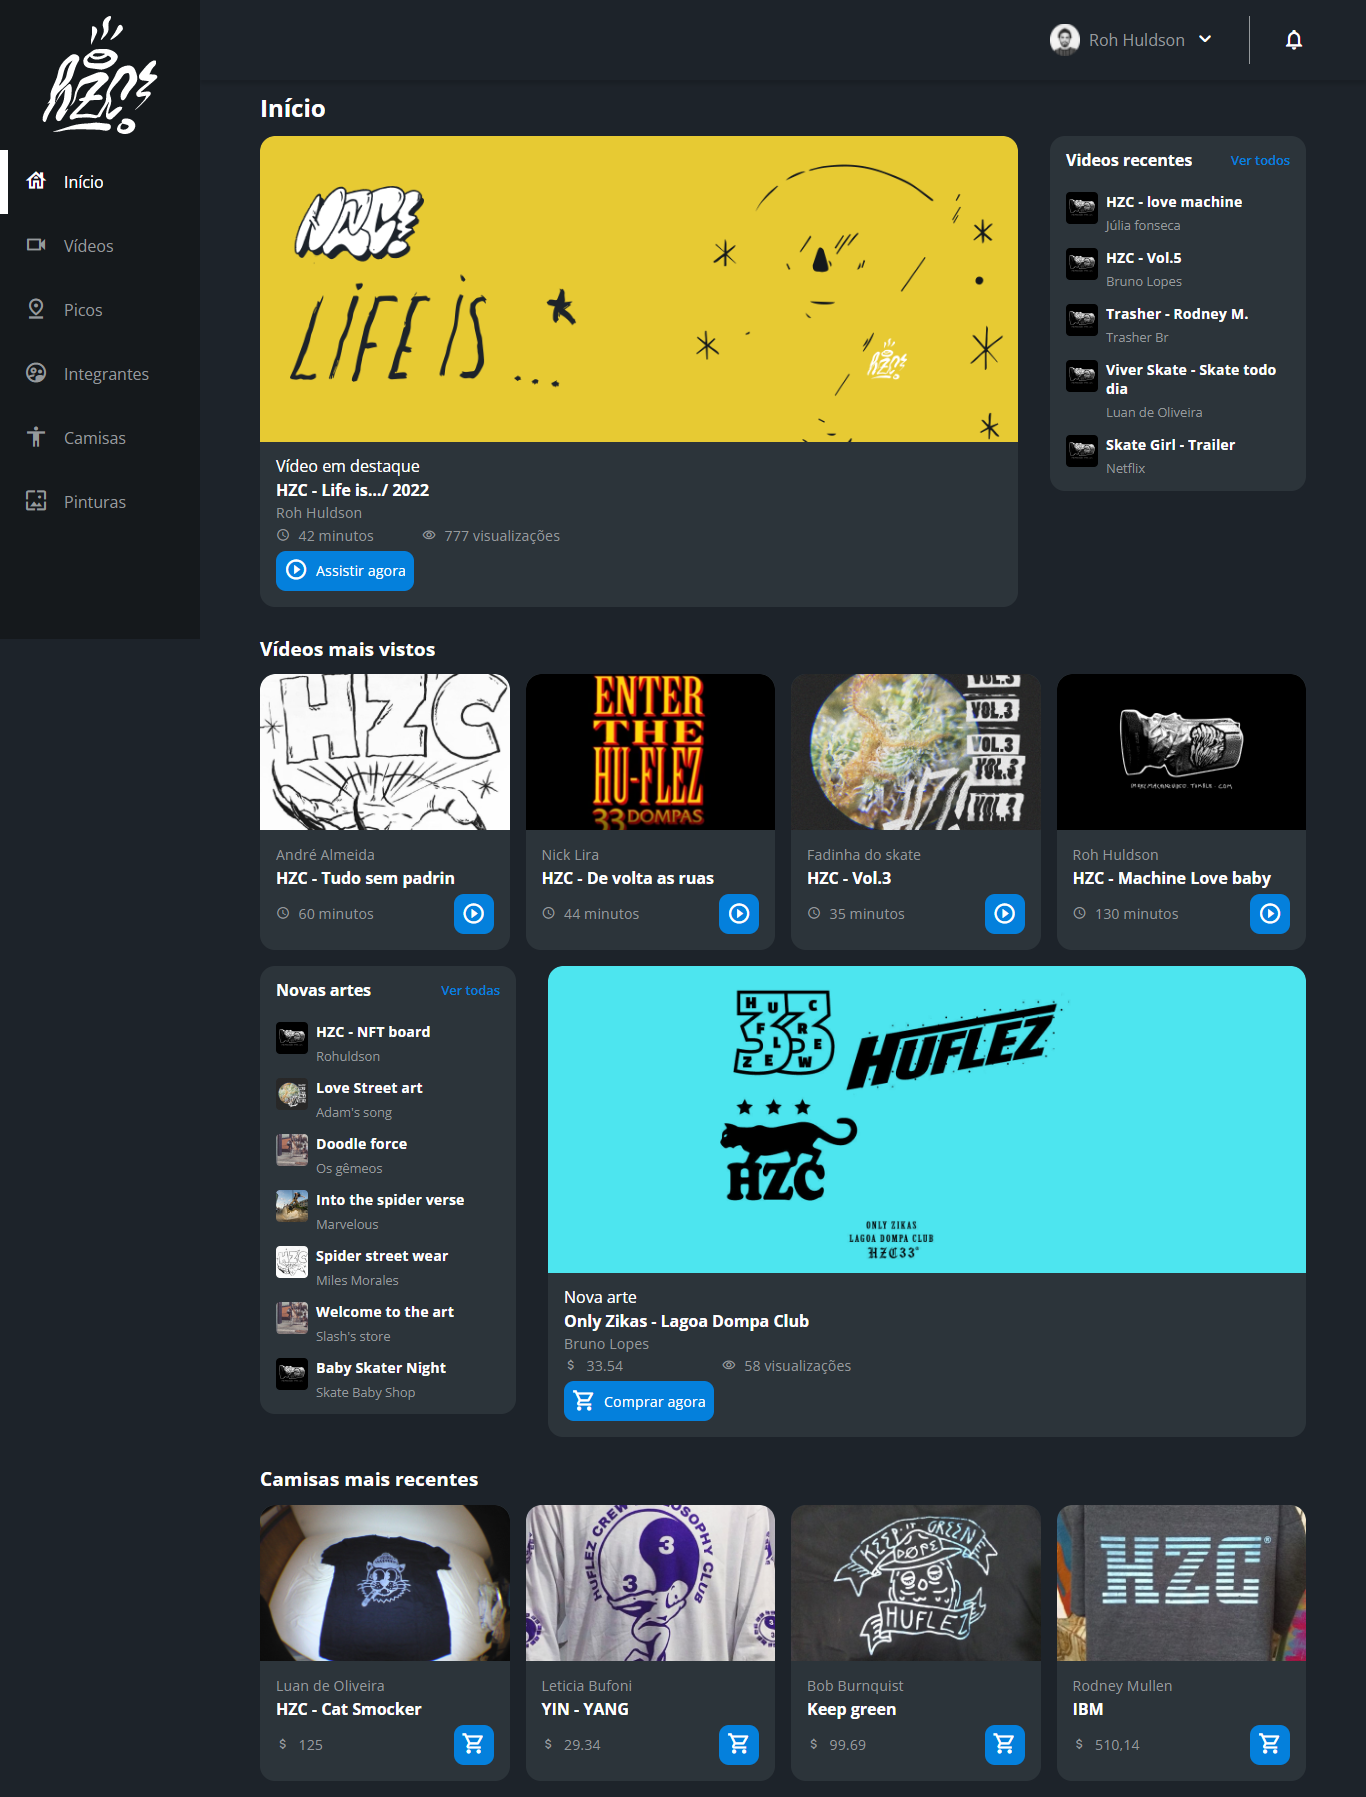 HZC
Roh Huldson
Início
Início
Vídeos
Picos
Integrantes
Camisas
Pinturas
HZC!
LiFE iS ...
HZC
Vídeo em destaque
HZC - Life is.../ 2022
Roh Huldson
42 minutos
777 visualizações
Assistir agora
Videos recentes
Ver todos
HZC - love machine
Júlia fonseca
HZC - Vol.5
Bruno Lopes
Trasher - Rodney M.
Trasher Br
Viver Skate - Skate todo
dia
Luan de Oliveira
Skate Girl - Trailer
Netflix
Vídeos mais vistos
HZC
André Almeida
HZC - Tudo sem padrin
60 minutos
ENTER
THE
HU-FLEZ
33 DOMPAS
Nick Lira
HZC - De volta as ruas
44 minutos
VOL.3
VOL.3
VOL.3
VOL.3
VOL.3
Fadinha do skate
HZC - Vol.3
35 minutos
Roh Huldson
HZC - Machine Love baby
130 minutos
Novas artes
Ver todas
HZC - NFT board
Rohuldson
Love Street art
Adam's song
Doodle force
Os gêmeos
Into the spider verse
Marvelous
Spider street wear
Miles Morales
Welcome to the art
Slash's store
Baby Skater Night
Skate Baby Shop
33
HUC
FLRE
ZEW
HUFLEZ
HZC
ONLY ZIKAS
LAGOA DOMPA CLUB
HZC33°
Nova arte
Only Zikas - Lagoa Dompa Club
Bruno Lopes
$ 33.54
58 visualizações
Comprar agora
Camisas mais recentes
Luan de Oliveira
HZC - Cat Smocker
$ 125
HUFLEZ CREW PHILOSOPHY CLUB
3
3
Leticia Bufoni
YIN - YANG
$ 29.34
KEEP IT GREENE
DOPE
HUFLEZ
Bob Burnquist
Keep green
$ 99.69
HZC®
Rodney Mullen
IBM
$ 510,14